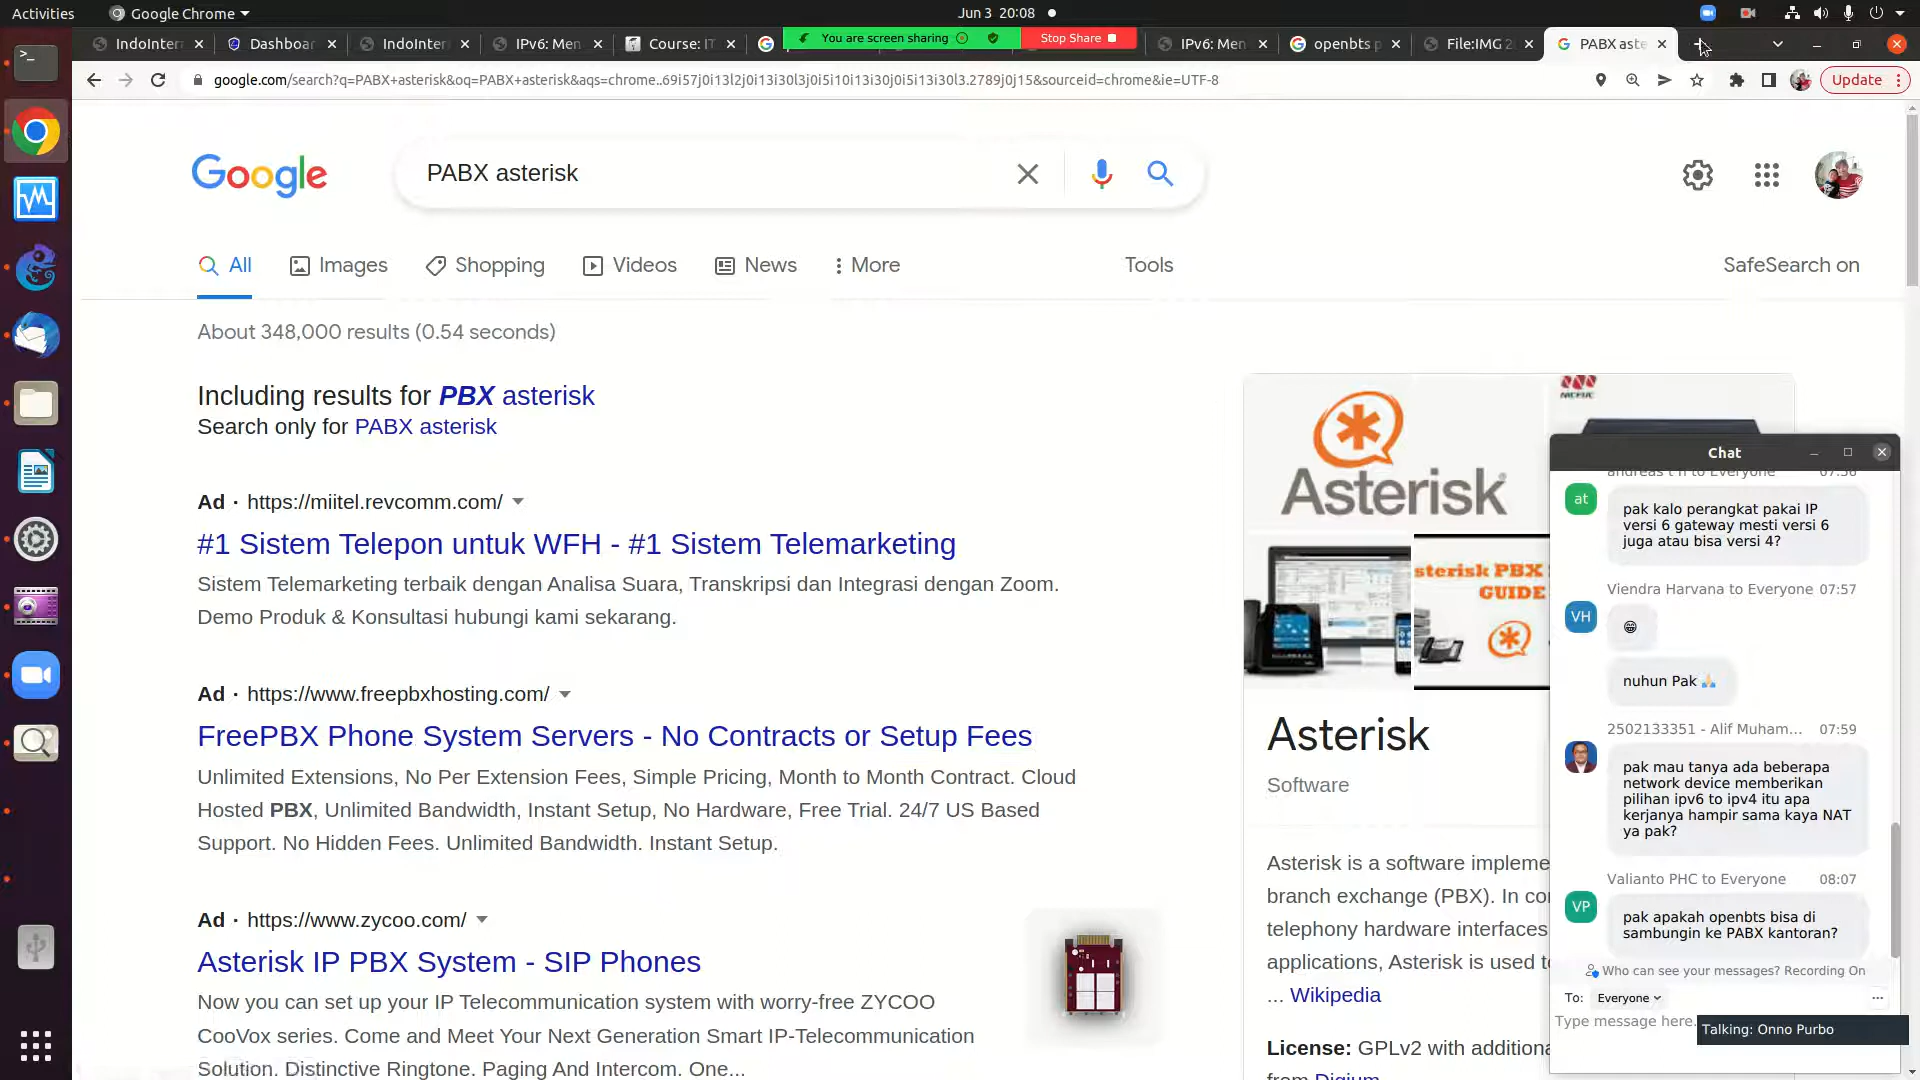 Activities
Google Chrome
Jun 3 20:08
IndoInter
Dashboar
IndoInter
IPv6: Men
Course: IT
You are screen sharing
Stop Share
IPv6: Men
openbts p
File:IMG 2
PABX aste
google.com/search?q=PABX+asterisk&oq=PABX+asterisk&aqs=chrome..69i57j0i13l2j0i13i30l3j0i5i10i13i30j0i5i13i30l3.2789j0j15&sourceid=chrome&ie=UTF-8
Update
Google
PABX asterisk
All
Images
Shopping
Videos
News
More
Tools
SafeSearch on
About 348,000 results (0.54 seconds)
Including results for PBX asterisk
Search only for PABX asterisk
Ad · https://miitel.revcomm.com/
#1 Sistem Telepon untuk WFH - #1 Sistem Telemarketing
Sistem Telemarketing terbaik dengan Analisa Suara, Transkripsi dan Integrasi dengan Zoom.
Demo Produk & Konsultasi hubungi kami sekarang.
Ad · https://www.freepbxhosting.com/
FreePBX Phone System Servers - No Contracts or Setup Fees
Unlimited Extensions, No Per Extension Fees, Simple Pricing, Month to Month Contract. Cloud
Hosted PBX, Unlimited Bandwidth, Instant Setup, No Hardware, Free Trial. 24/7 US Based
Support. No Hidden Fees. Unlimited Bandwidth. Instant Setup.
Ad · https://www.zycoo.com/
Asterisk IP PBX System - SIP Phones
Now you can set up your IP Telecommunication system with worry-free ZYCOO
CooVox series. Come and Meet Your Next Generation Smart IP-Telecommunication
Solution. Distinctive Ringtone. Paging And Intercom. One...
Asterisk
sterisk PBX
GUIDE
Asterisk
Software
Asterisk is a software impleme
branch exchange (PBX). In co
telephony hardware interfaces
applications, Asterisk is used t
... Wikipedia
License: GPLv2 with additiona
from Digium
Chat
andreas t n to Everyone 07:56
at
pak kalo perangkat pakai IP
versi 6 gateway mesti versi 6
juga atau bisa versi 4?
Viendra Harvana to Everyone 07:57
VH
😁
nuhun Pak 🙏
2502133351 - Alif Muham... 07:59
pak mau tanya ada beberapa
network device memberikan
pilihan ipv6 to ipv4 itu apa
kerjanya hampir sama kaya NAT
ya pak?
Valianto PHC to Everyone 08:07
VP
pak apakah openbts bisa di
sambungin ke PABX kantoran?
Who can see your messages? Recording On
To: Everyone
Type message here.
Talking: Onno Purbo